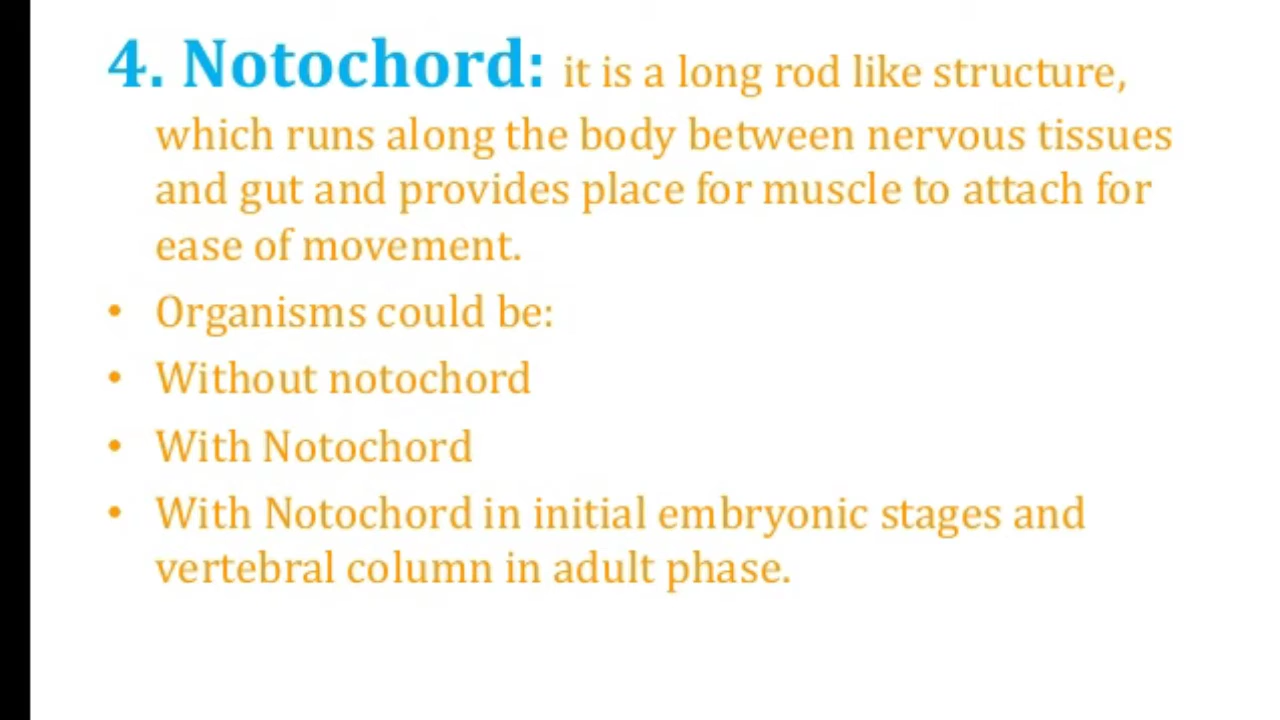 4. Notochord: it is a long rod like structure,
which runs along the body between nervous tissues
and gut and provides place for muscle to attach for
ease of movement.
• Organisms could be:
• Without notochord
• With Notochord
• With Notochord in initial embryonic stages and
vertebral column in adult phase.